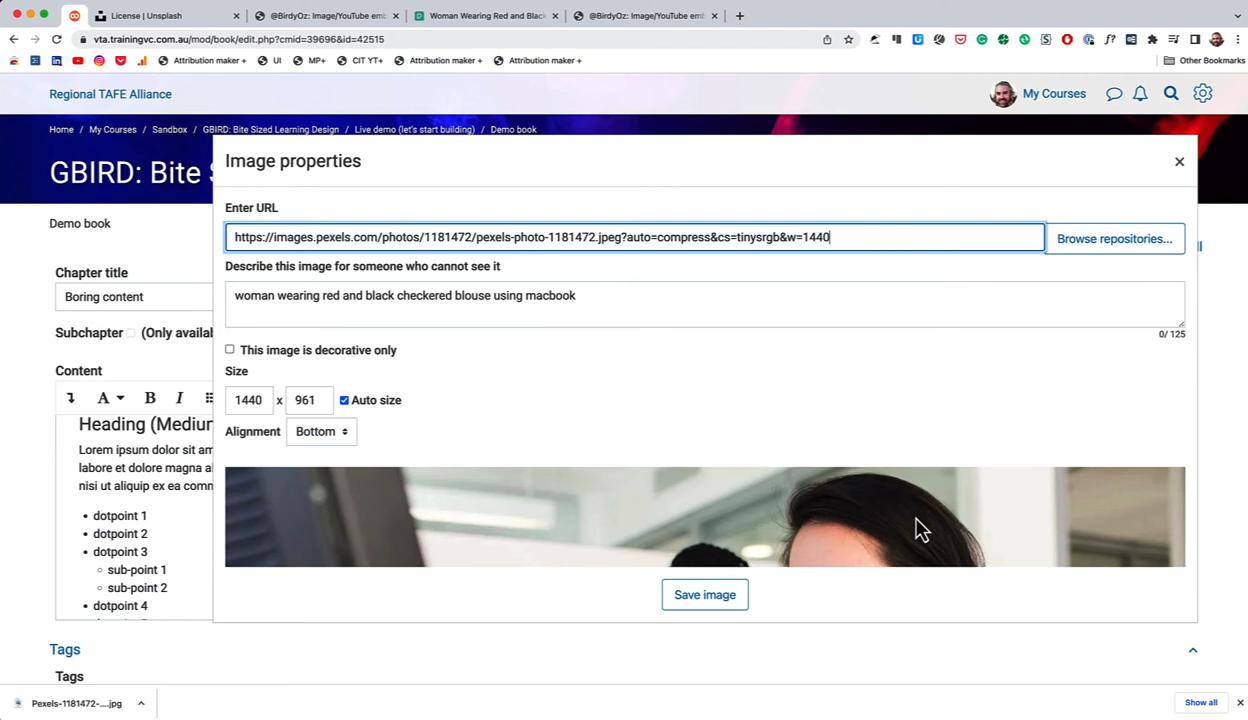 License | Unsplash
@BirdyOz: Image/YouTube em
Woman Wearing Red and Black
@BirdyOz: Image/YouTube em
vta.trainingvc.com.au/mod/book/edit.php?cmid=39696&id=42515
Attribution maker +
UI
MP+
CIT YT+
Attribution maker +
Attribution maker +
Other Bookmarks
Regional TAFE Alliance
My Courses
Home / My Courses / Sandbox / GBIRD: Bite Sized Learning Design / Live demo (let's start building) / Demo book
GBIRD: Bite S
Image properties
Demo book
Enter URL
https://images.pexels.com/photos/1181472/pexels-photo-1181472.jpeg?auto=compress&cs=tinysrgb&w=1440
Browse repositories...
ll
Describe this image for someone who cannot see it
Chapter title
Boring content
woman wearing red and black checkered blouse using macbook
Subchapter (Only availa
0/ 125
This image is decorative only
Content
Size
1440 x 961 Auto size
A B I
Alignment Bottom
Heading (Mediur
Lorem ipsum dolor sit am
labore et dolore magna al
nisi ut aliquip ex ea comm
• dotpoint 1
• dotpoint 2
• dotpoint 3
○ sub-point 1
○ sub-point 2
• dotpoint 4
Save image
Tags
Tags
Pexels-1181472-....jpg
Show all